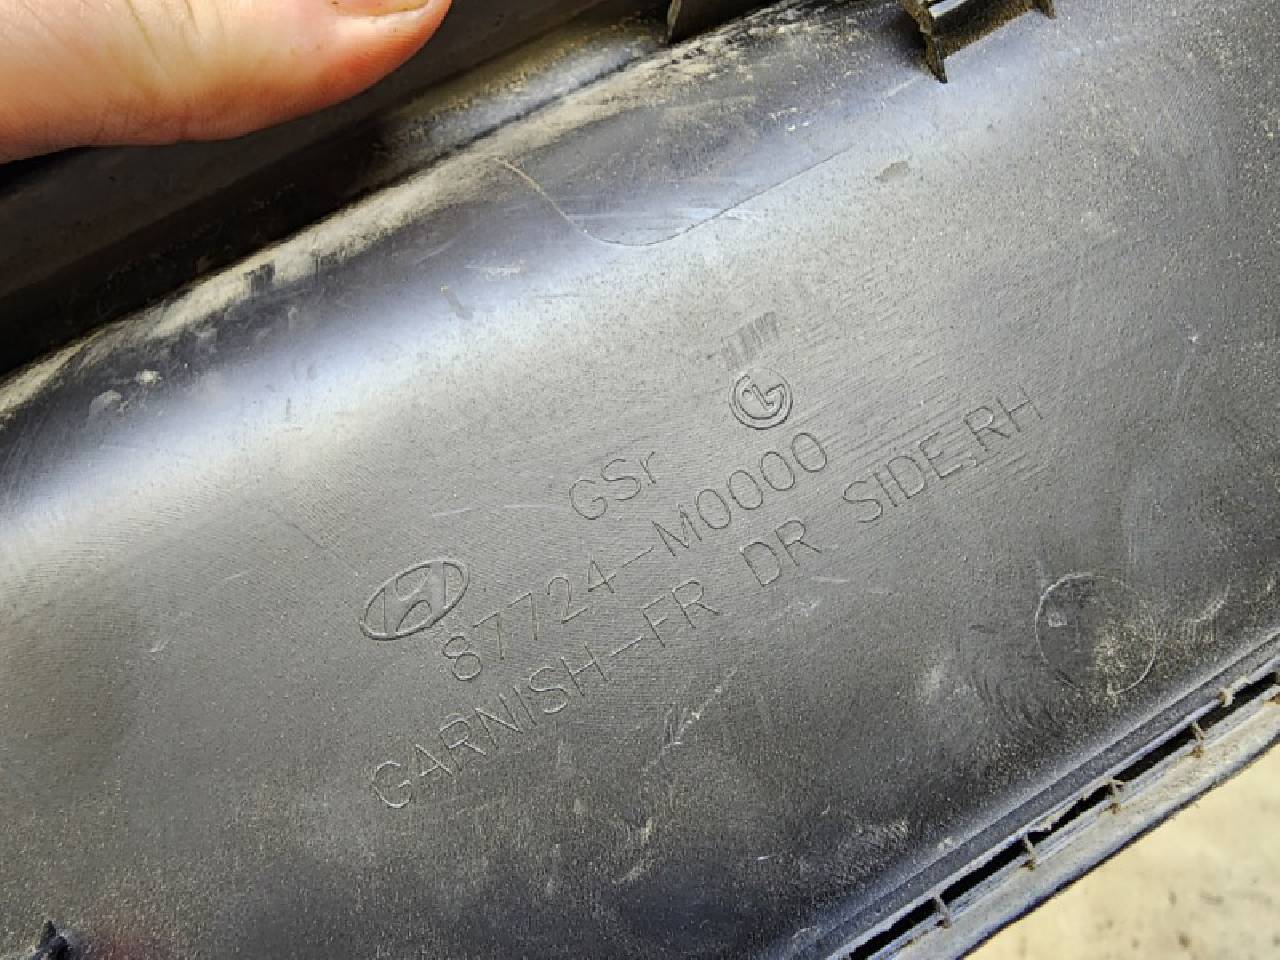 GSr
87724-M0000
GARNISH-FR DR SIDE,RH